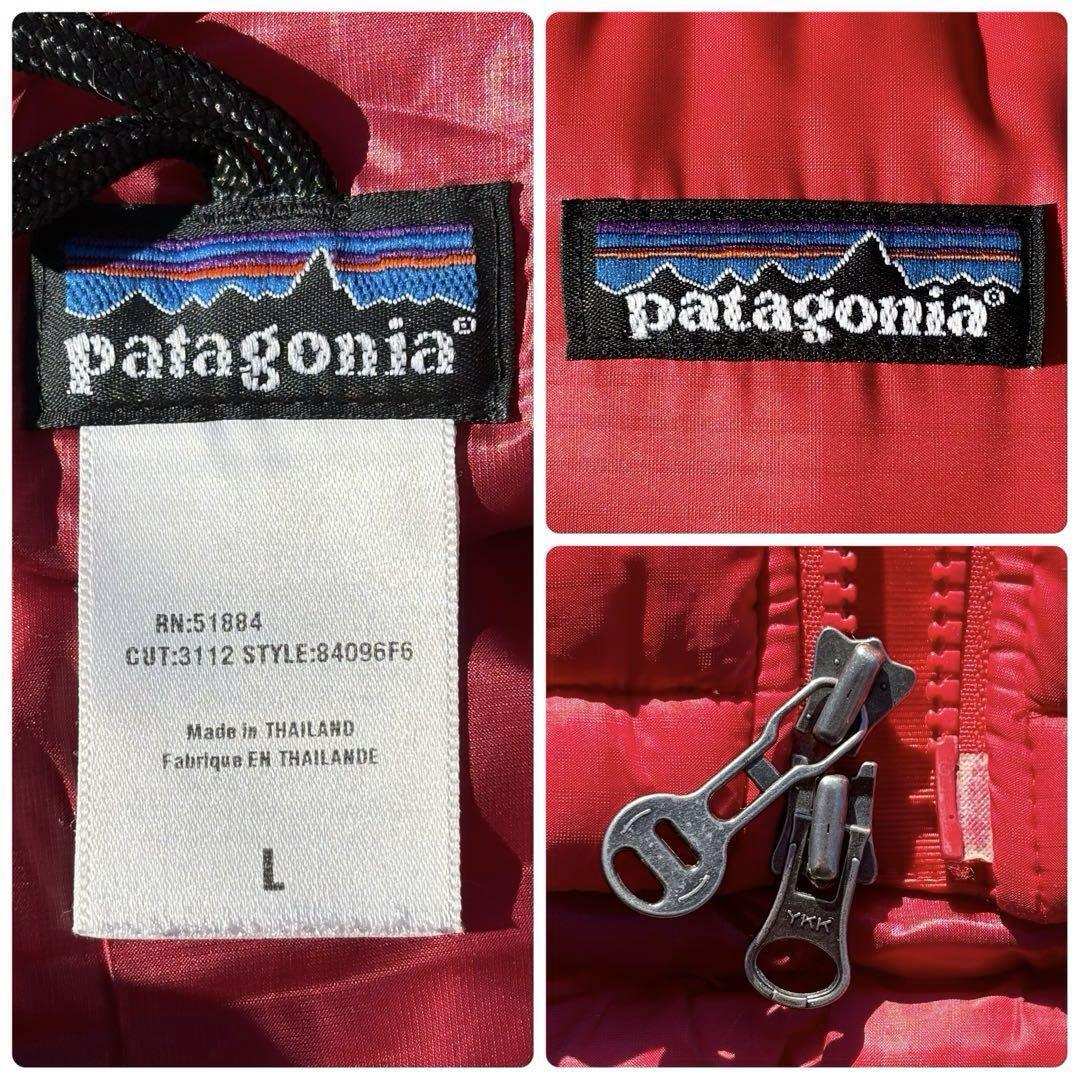 patagonia®
RN:51884
CUT:3112 STYLE:84096F6
Made in THAILAND
Fabrique EN THAILANDE
L
patagonia®
YKK